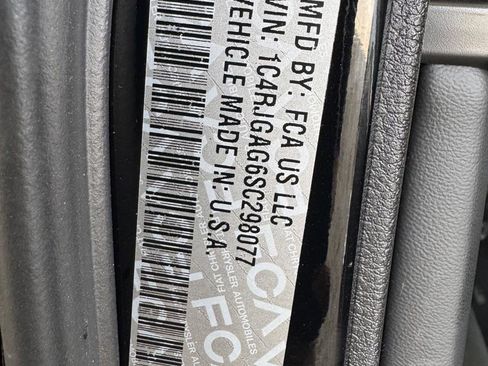 MFD BY: FCA US LLC
VIN: 1C4RJGAG6SC298077
VEHICLE MADE IN: U.S.A.